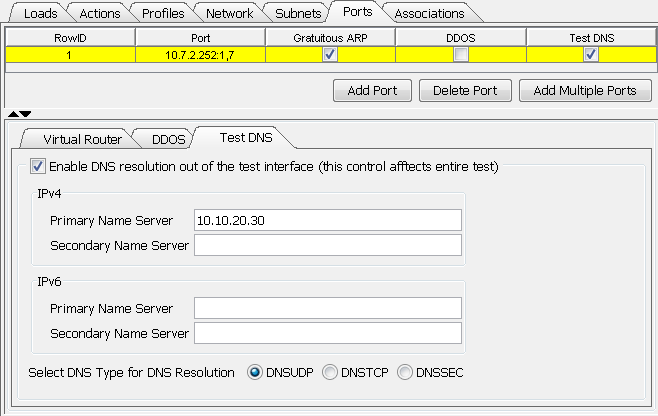 Loads Actions Profiles Network Subnets Ports Associations
RowID Port Gratuitous ARP DDOS Test DNS
1 10.7.2.252:1,7
Add Port Delete Port Add Multiple Ports
Virtual Router DDOS Test DNS
Enable DNS resolution out of the test interface (this control afftects entire test)
IPv4
Primary Name Server 10.10.20.30
Secondary Name Server
IPv6
Primary Name Server
Secondary Name Server
Select DNS Type for DNS Resolution DNSUDP DNSTCP DNSSEC